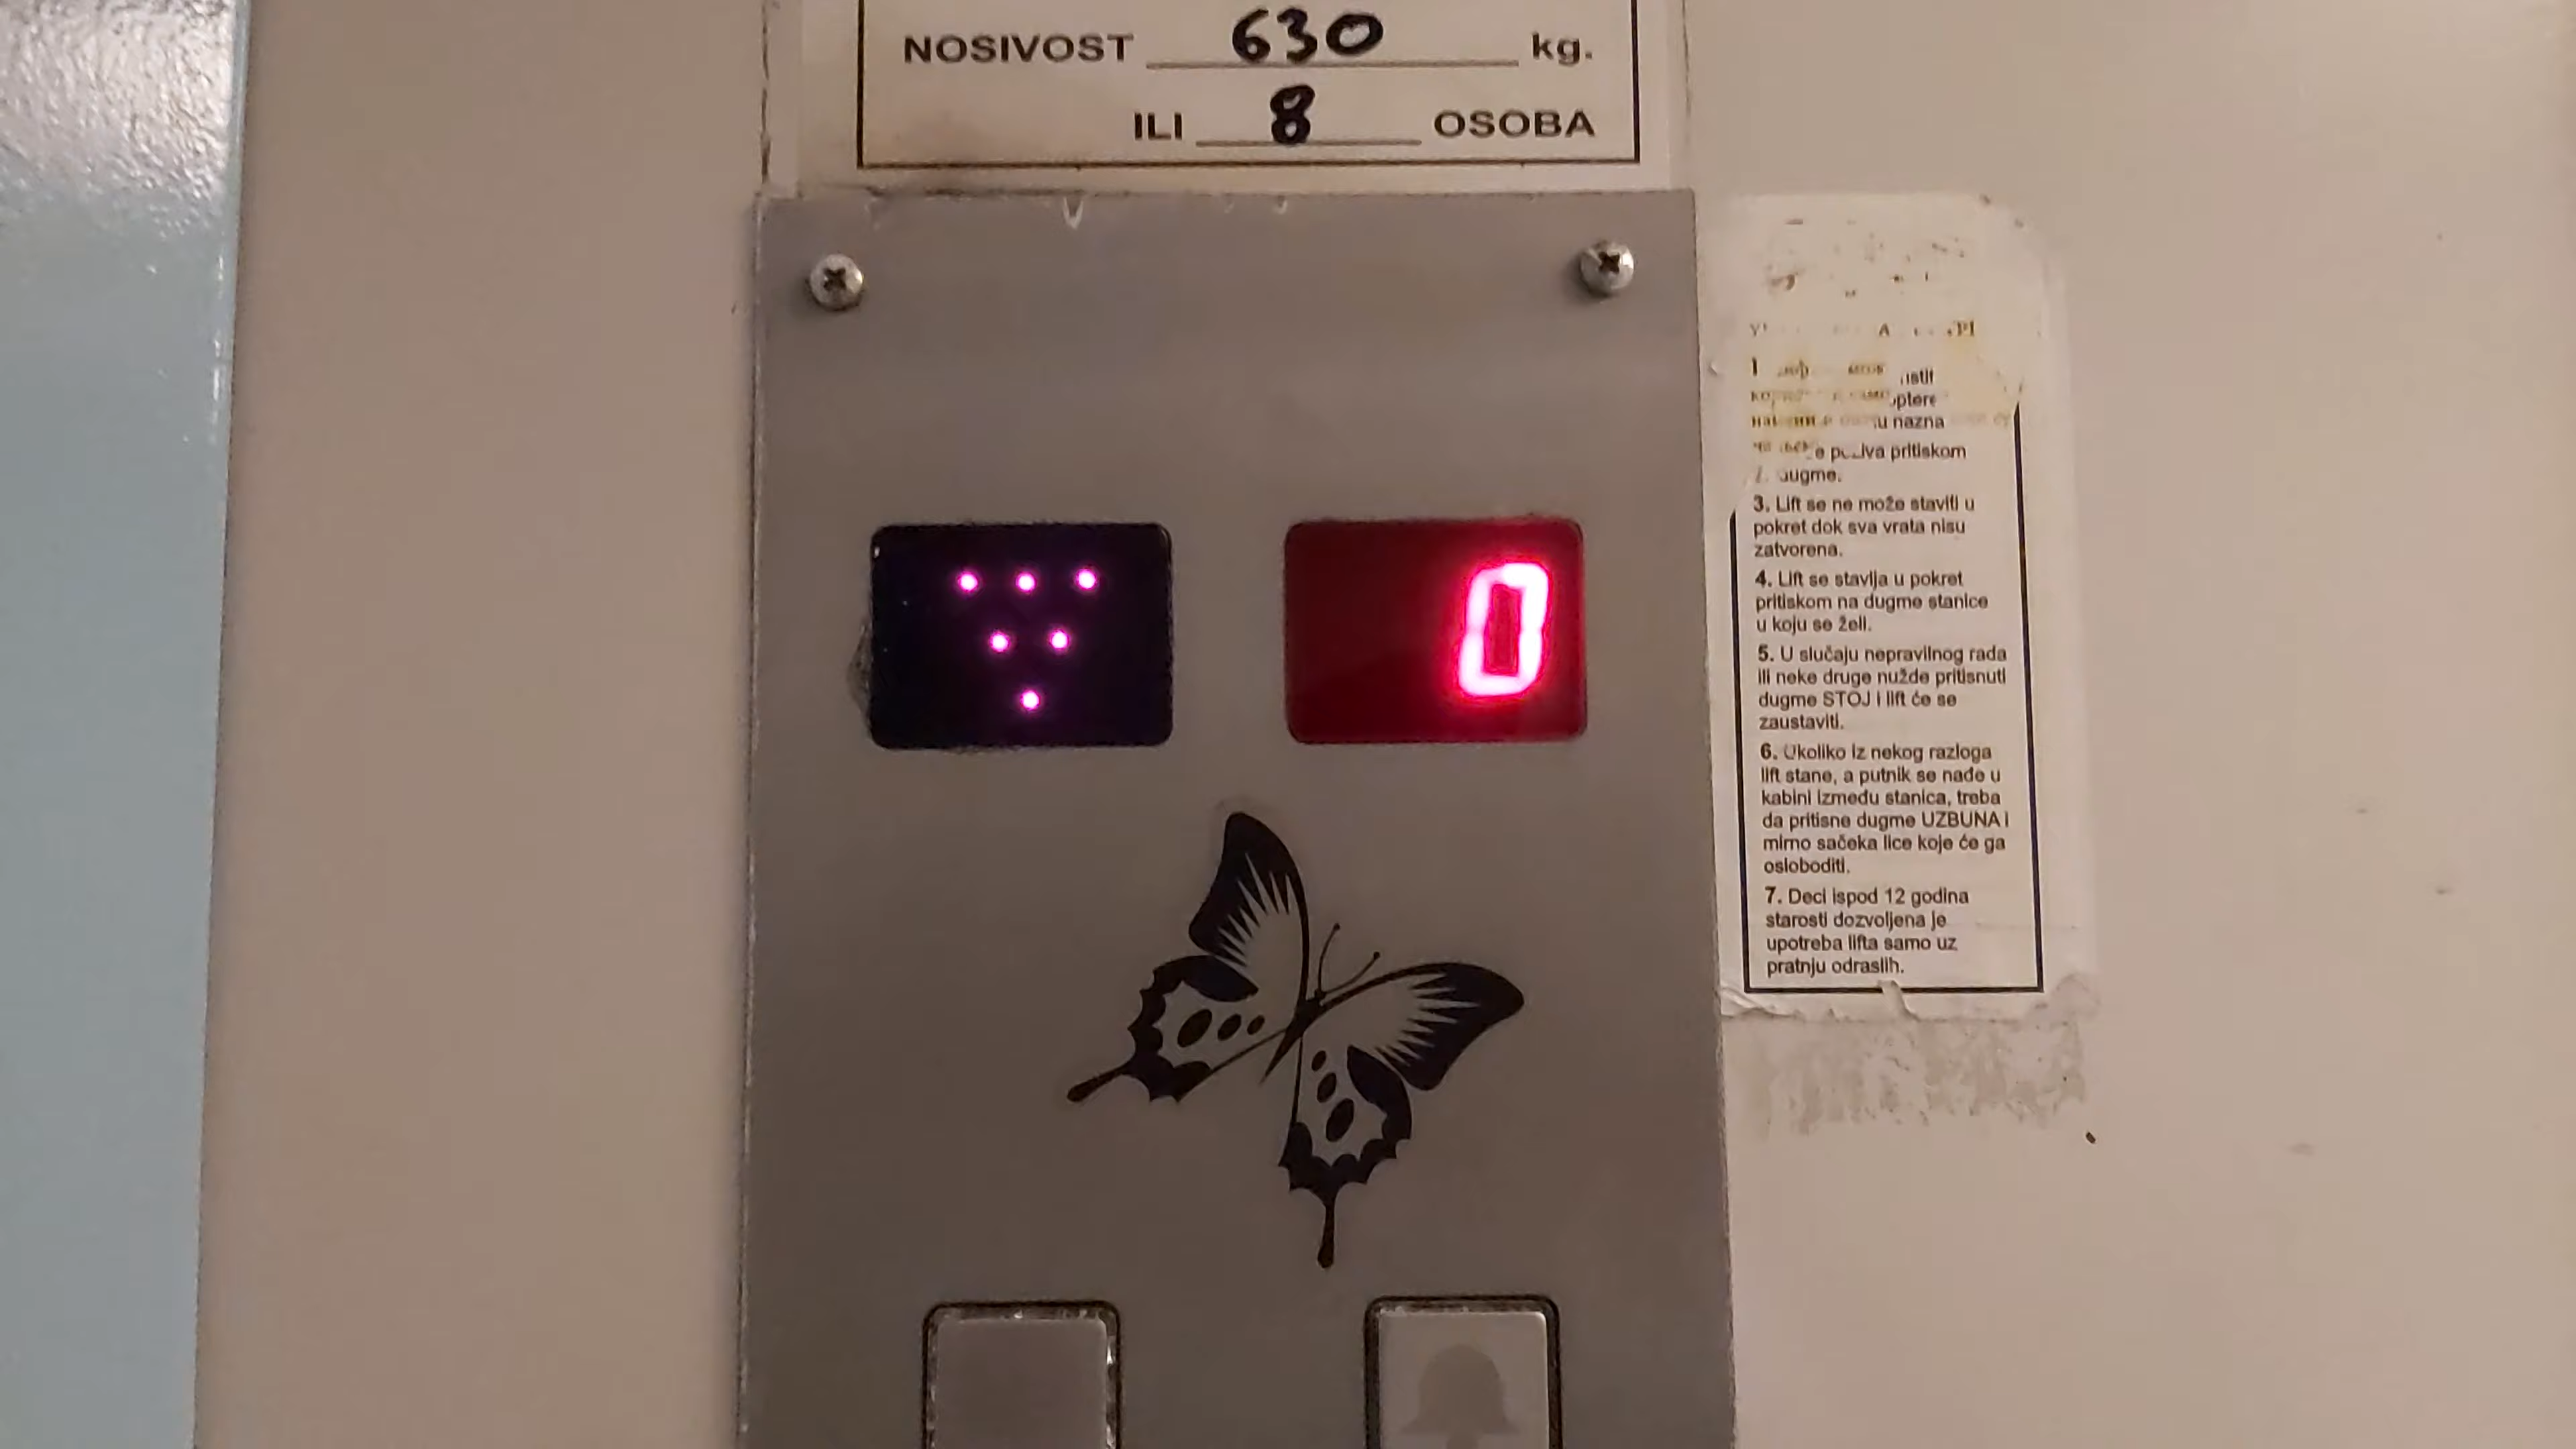 NOSIVOST 630 kg.
ILI 8 OSOBA
0
u nazna
pritiskom
dugme.
3. Lift se ne može staviti u
pokret dok sva vrata nisu
zatvorena.
4. Lift se stavlja u pokret
pritiskom na dugme stanice
u koju se želi.
5. U slučaju nepravilnog rada
ili neke druge nužde pritisnuti
dugme STOJ i lift će se
zaustaviti.
6. Ukoliko iz nekog razloga
lift stane, a putnik se nađe u
kabini između stanica, treba
da pritisne dugme UZBUNA i
mirno sačeka lice koje će ga
osloboditi.
7. Deci ispod 12 godina
starosti dozvoljena je
upotreba lifta samo uz
pratnju odraslih.